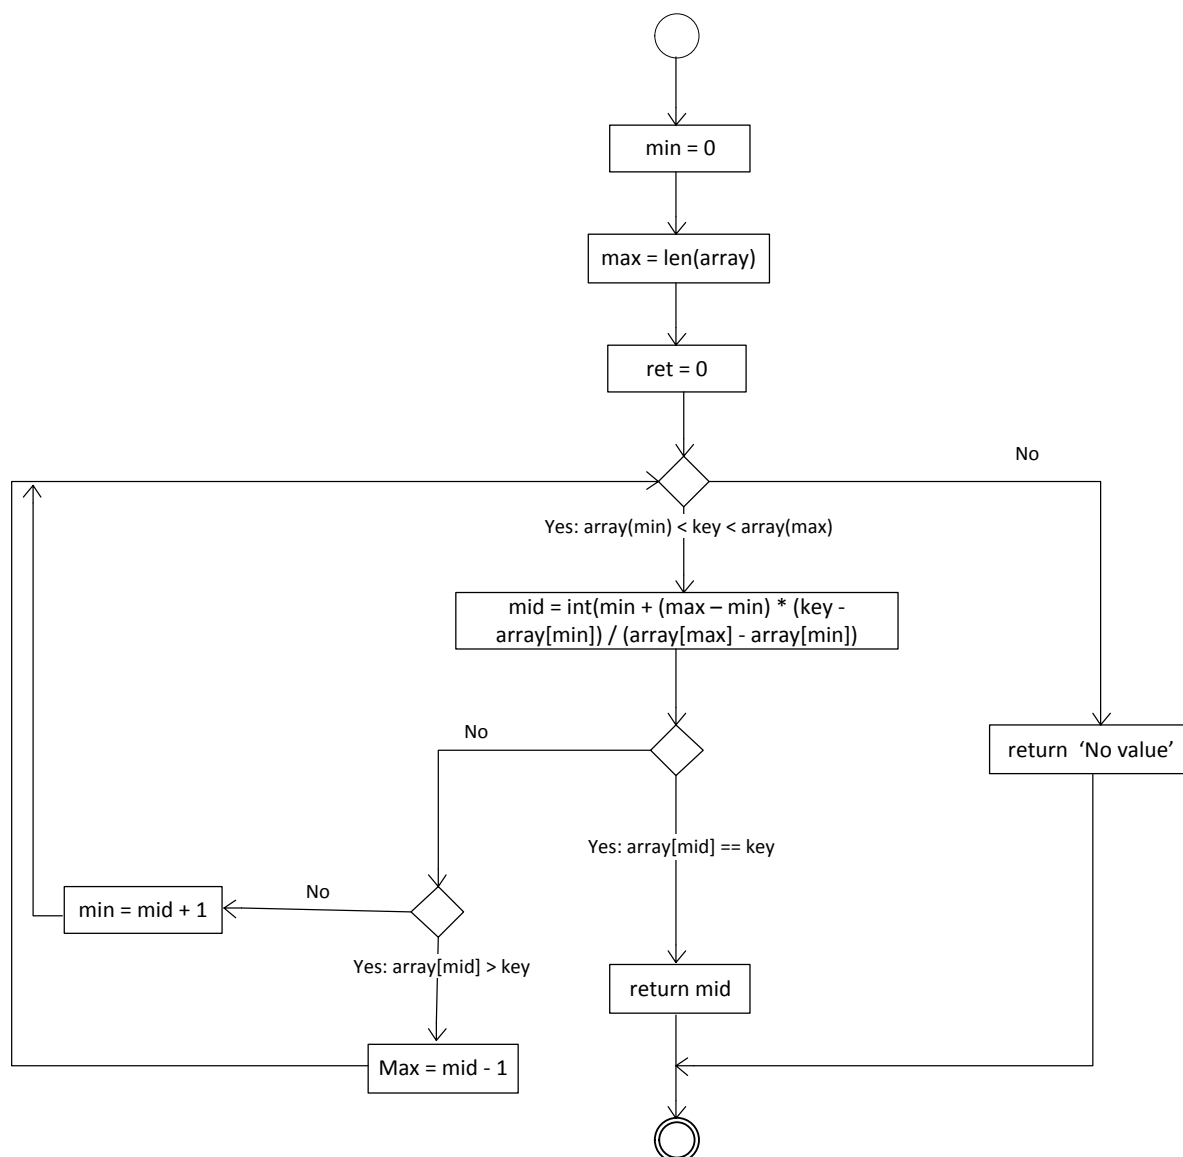 min = 0
max = len(array)
ret = 0
No
Yes: array(min) < key < array(max)
mid = int(min + (max – min) * (key -
array[min]) / (array[max] - array[min])
No
return  ‘No value’
Yes: array[mid] == key
No
min = mid + 1
Yes: array[mid] > key
return mid
Max = mid - 1